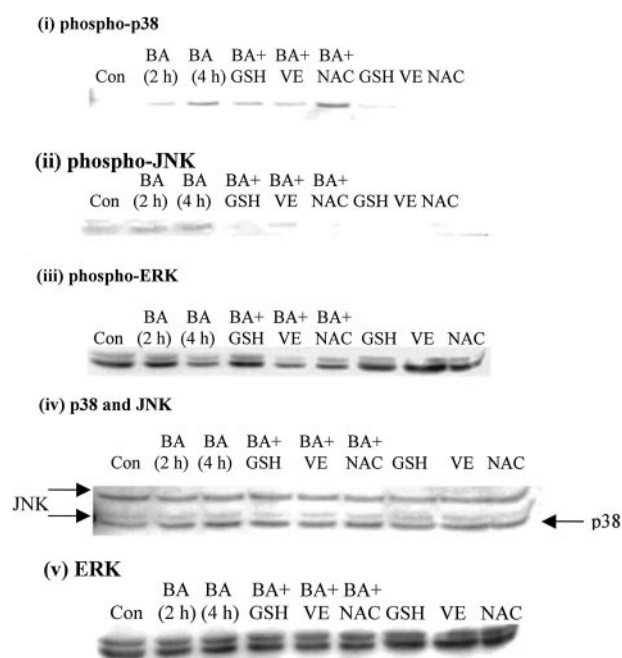 (i) phospho-p38
BA BA BA+ BA+ BA+
Con (2 h) (4 h) GSH VE NAC GSH VE NAC
(ii) phospho-JNK
BA BA BA+ BA+ BA+
Con (2 h) (4 h) GSH VE NAC GSH VE NAC
(iii) phospho-ERK
BA BA BA+ BA+ BA+
Con (2 h) (4 h) GSH VE NAC GSH VE NAC
(iv) p38 and JNK
BA BA BA+ BA+ BA+
Con (2 h) (4 h) GSH VE NAC GSH VE NAC
JNK
p38
(v) ERK
BA BA BA+ BA+ BA+
Con (2 h) (4 h) GSH VE NAC GSH VE NAC